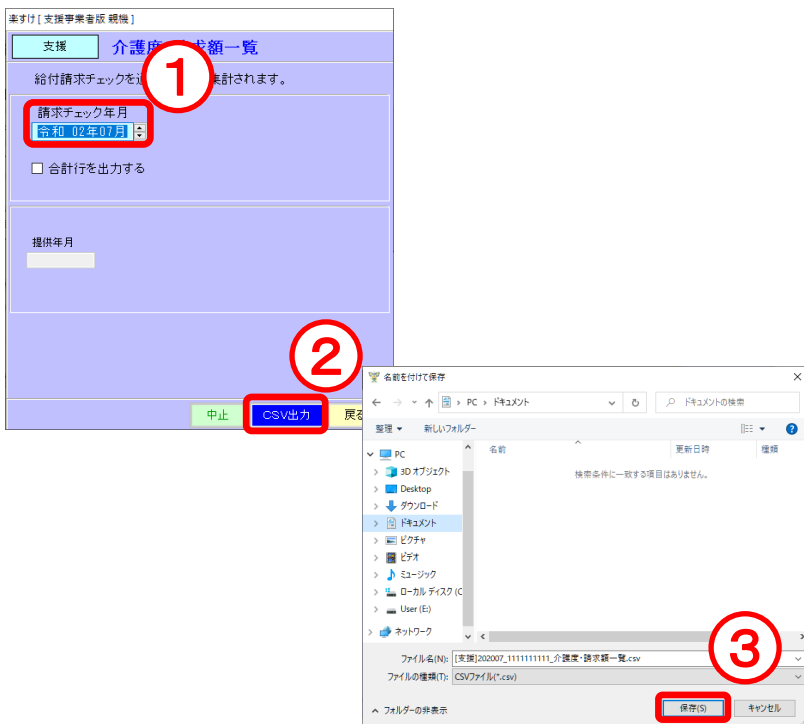 楽すけ [ 支援事業者版 親機 ]
支援
介護度 求額一覧
①
給付請求チェックを 集計されます。
請求チェック年月
令和 02年07月
合計行を出力する
提供年月
②
中止
CSV出力
戻
名前を付けて保存
PC > ドキュメント
ドキュメントの検索
整理
新しいフォルダー
PC
3D オブジェクト
Desktop
ダウンロード
ドキュメント
ピクチャ
ビデオ
ミュージック
ローカル ディスク (C
User (E:)
ネットワーク
名前
更新日時
種類
検索条件に一致する項目はありません。
③
ファイル名(N): [支援]202007_1111111111_介護度・請求額一覧.csv
ファイルの種類(T): CSVファイル(*.csv)
フォルダーの非表示
保存(S)
キャンセル